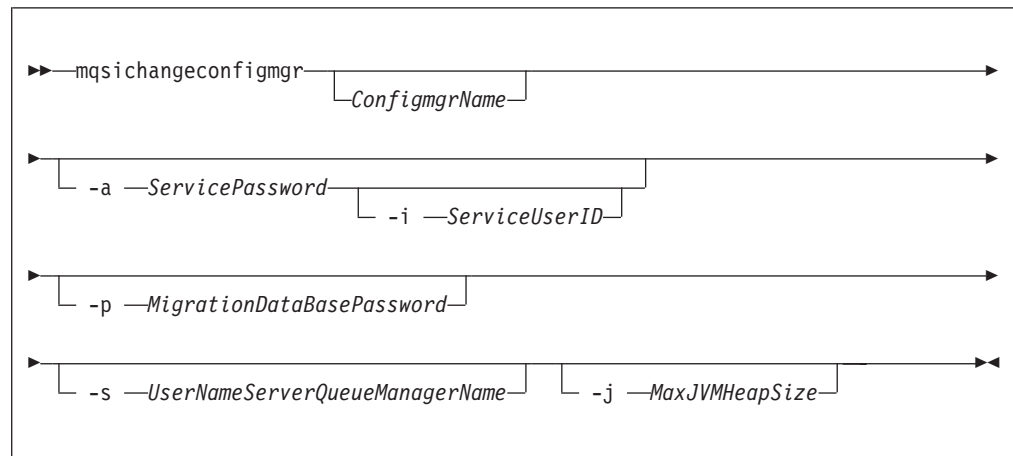 mqsichangeconfigmgr
ConfigmgrName
-a ServicePassword
-i ServiceUserID
-p MigrationDataBasePassword
-s UserNameServerQueueManagerName -j MaxJVMHeapSize